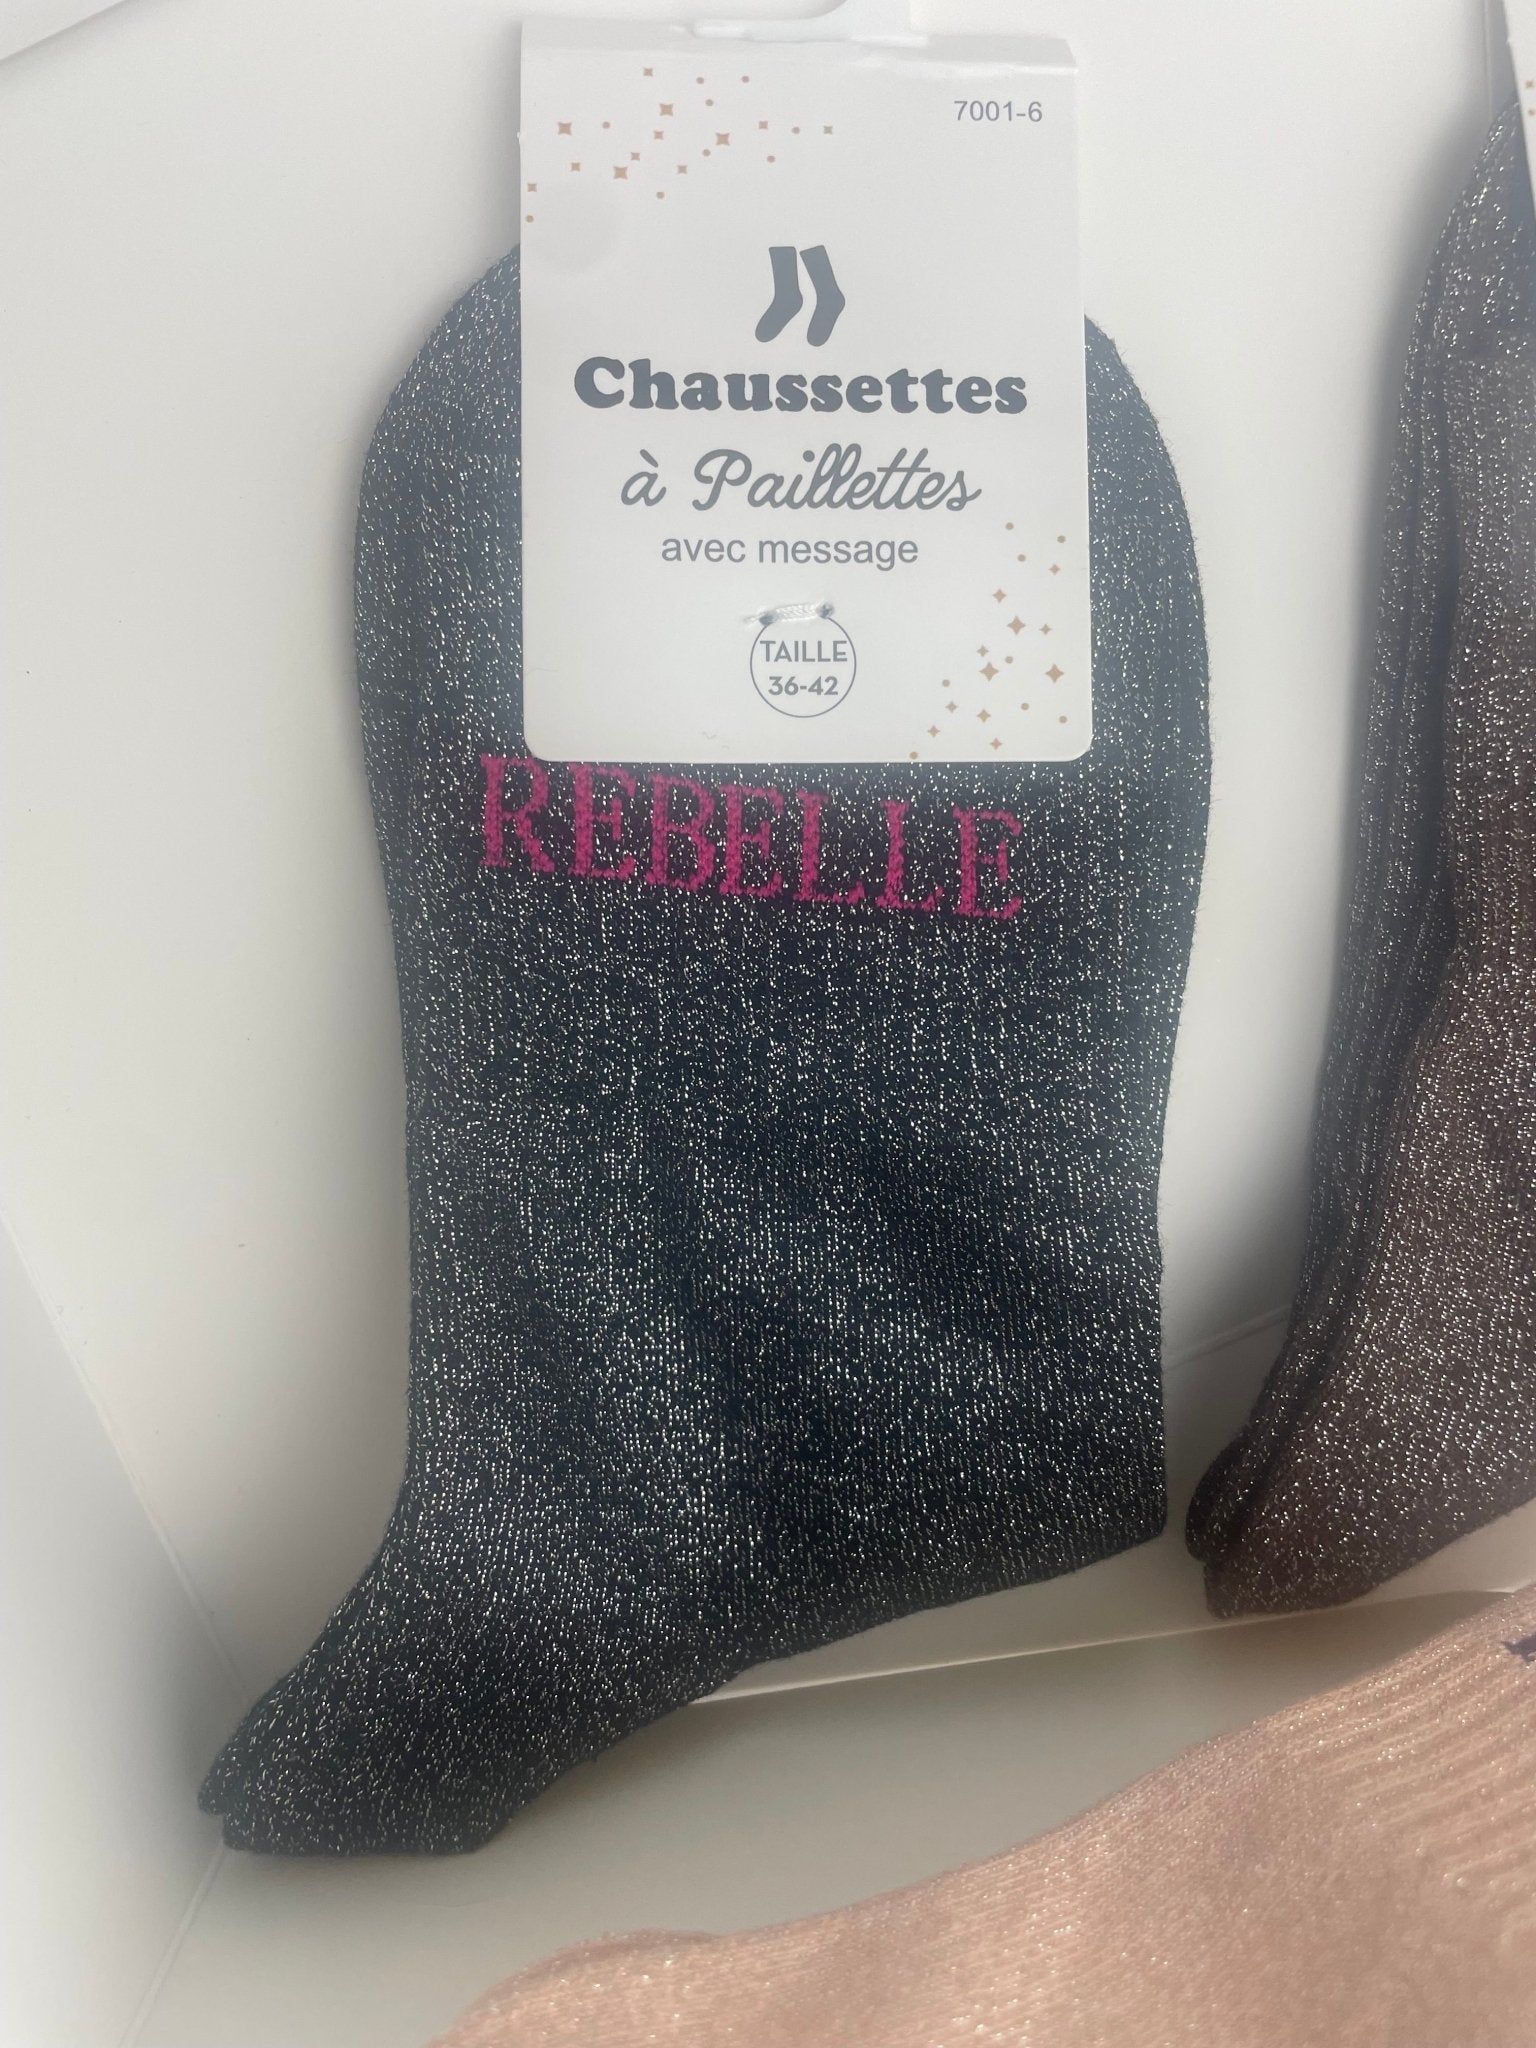 7001-6
Chaussettes
à Paillettes
avec message
TAILLE
36-42
REBELLE